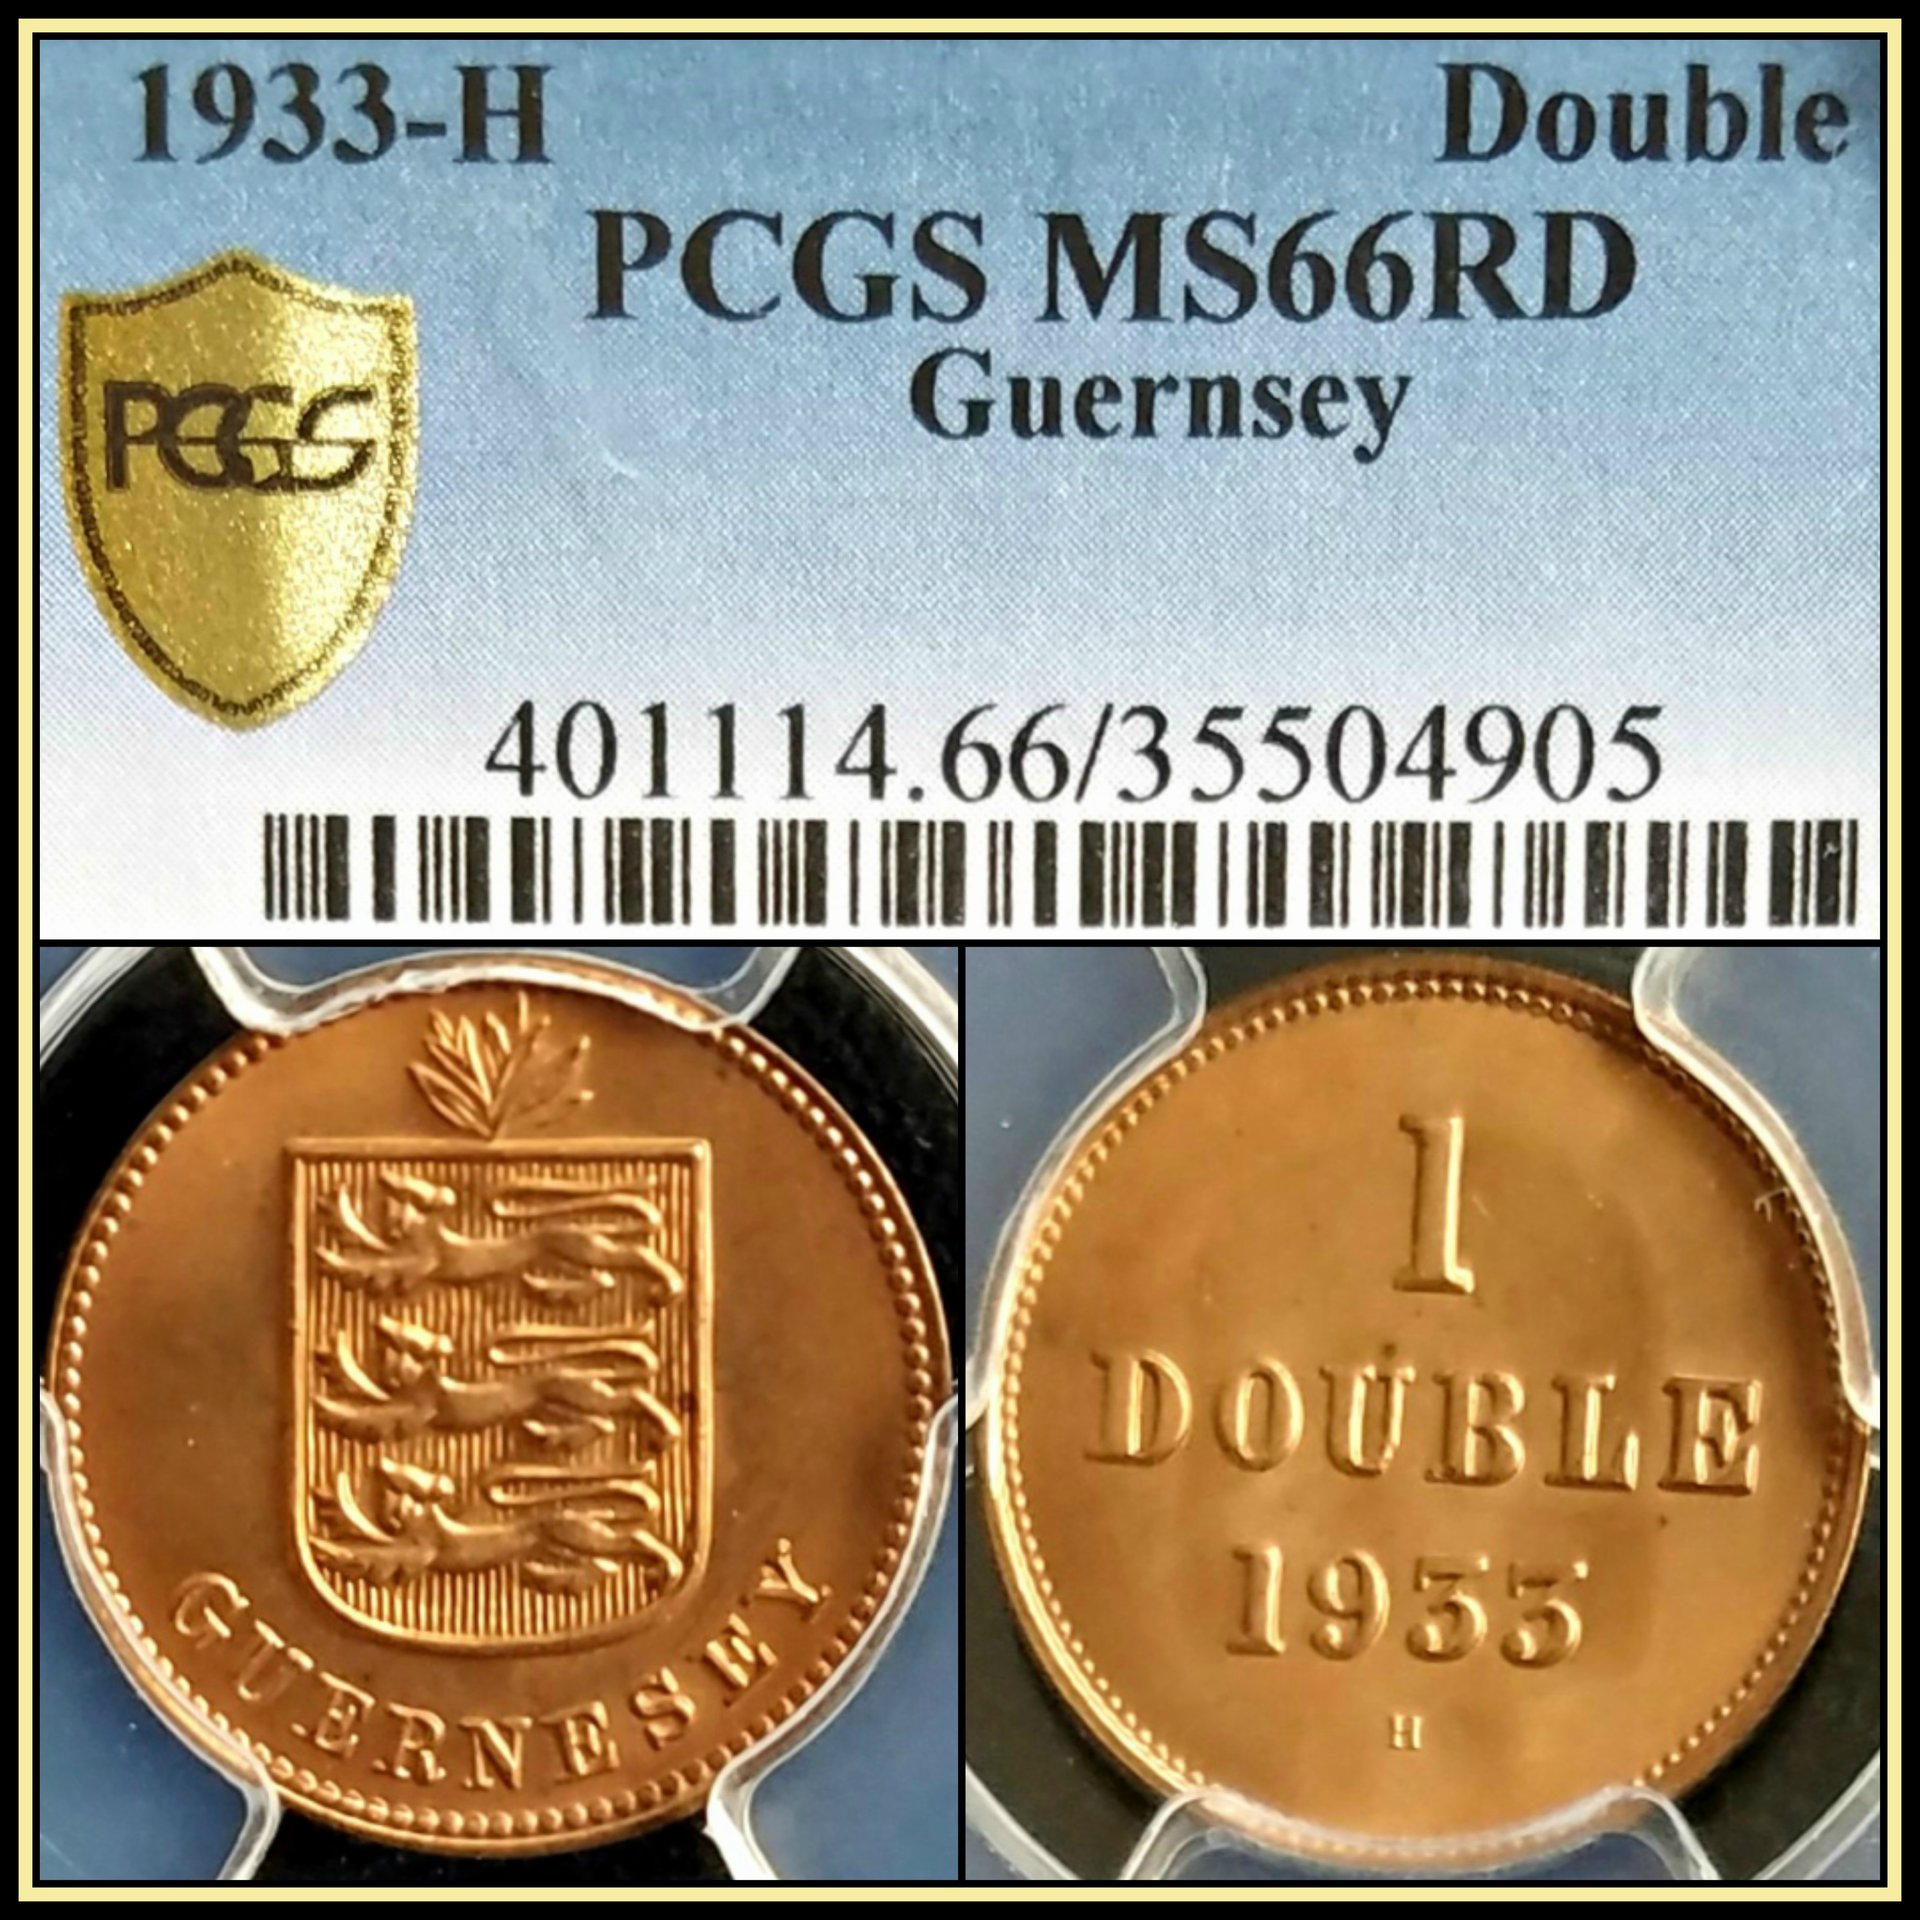 1933-H Double
PCGS MS66RD
Guernsey
PCGS
401114.66/35504905
GUERNESEY
1
DOUBLE
1933
H